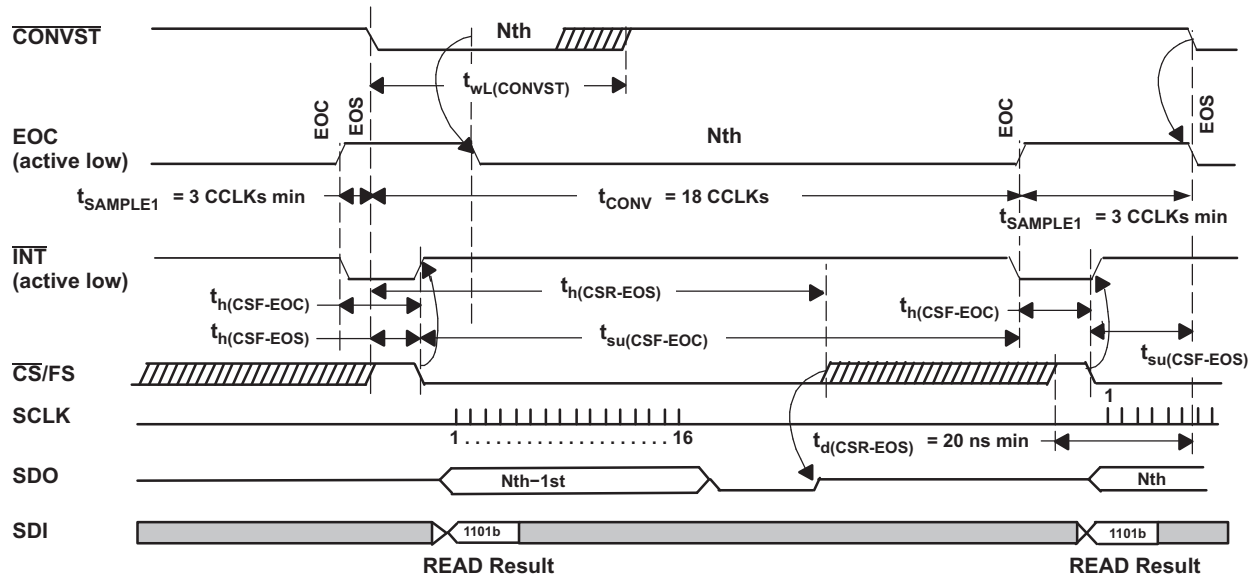 CONVST
Nth
twL(CONVST)
EOC
EOS
EOC
EOS
EOC
(active low)
Nth
tSAMPLE1 = 3 CCLKs min
tCONV = 18 CCLKs
tSAMPLE1 = 3 CCLKs min
INT
(active low)
th(CSF-EOC)
th(CSR-EOS)
th(CSF-EOC)
th(CSF-EOS)
tsu(CSF-EOC)
tsu(CSF-EOS)
CS/FS
SCLK
1
1 . . . . . . . . . . . . . . . . . . . . . 16
td(CSR-EOS) = 20 ns min
SDO
Nth−1st
Nth
SDI
1101b
1101b
READ Result
READ Result